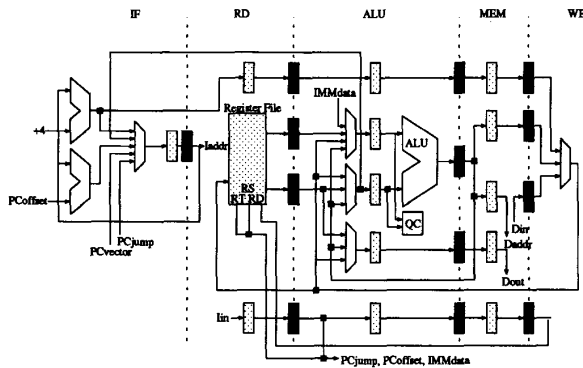 IF RD ALU MEM WB
IMMdata
Register File
+4
Iaddr
ALU
RS
RT RD
PCoffset
QC
PCjump
PCvector
Din
Daddr
Dout
Iin
PCjump, PCoffset, IMMdata